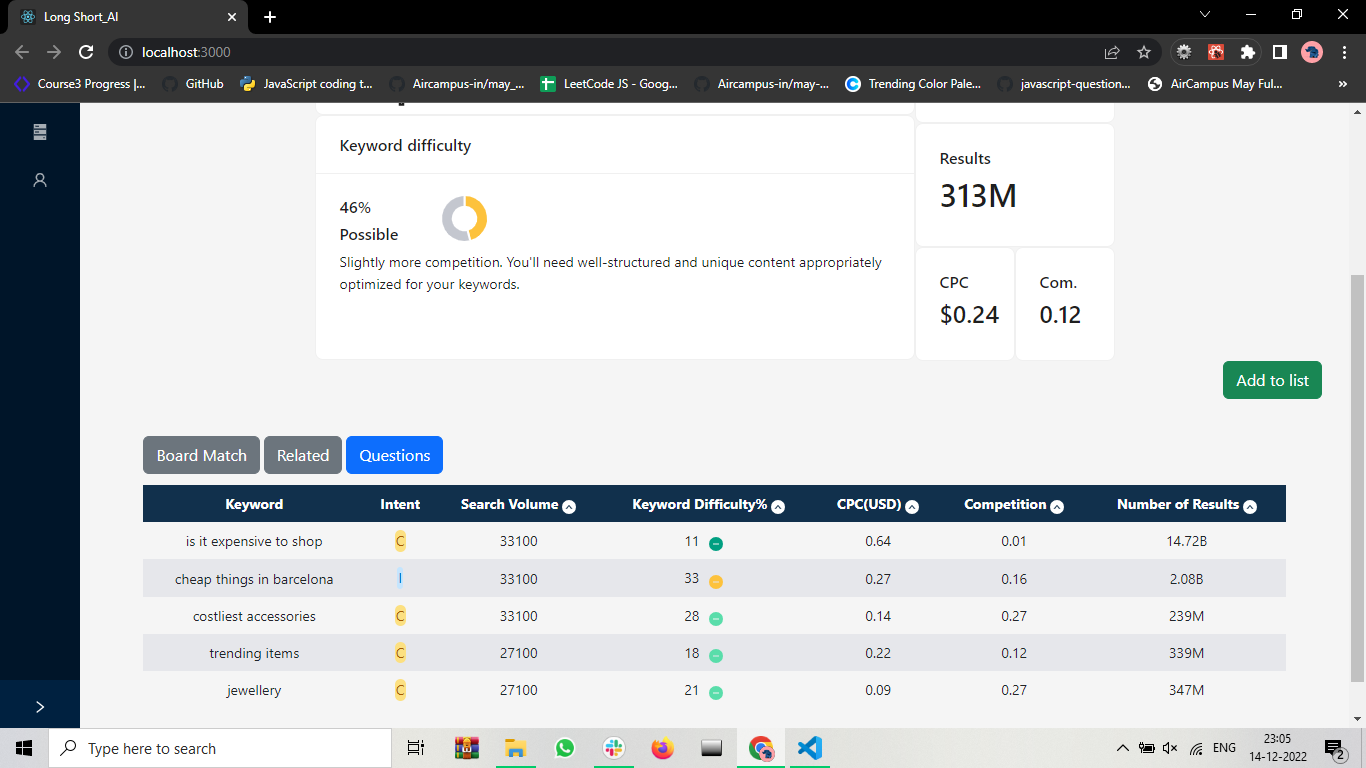 Long Short_AI
localhost:3000
Course3 Progress |...
GitHub
JavaScript coding t...
Aircampus-in/may_...
LeetCode JS - Goog...
Aircampus-in/may-...
Trending Color Pale...
javascript-question...
AirCampus May Ful...
»
Keyword difficulty
46%
Possible
Slightly more competition. You'll need well-structured and unique content appropriately
optimized for your keywords.
Results
313M
CPC
$0.24
Com.
0.12
Add to list
Board Match Related Questions
Keyword Intent Search Volume Keyword Difficulty% CPC(USD) Competition Number of Results
is it expensive to shop C 33100 11 0.64 0.01 14.72B
cheap things in barcelona I 33100 33 0.27 0.16 2.08B
costliest accessories C 33100 28 0.14 0.27 239M
trending items C 27100 18 0.22 0.12 339M
jewellery C 27100 21 0.09 0.27 347M
Type here to search
ENG
23:05
14-12-2022
2